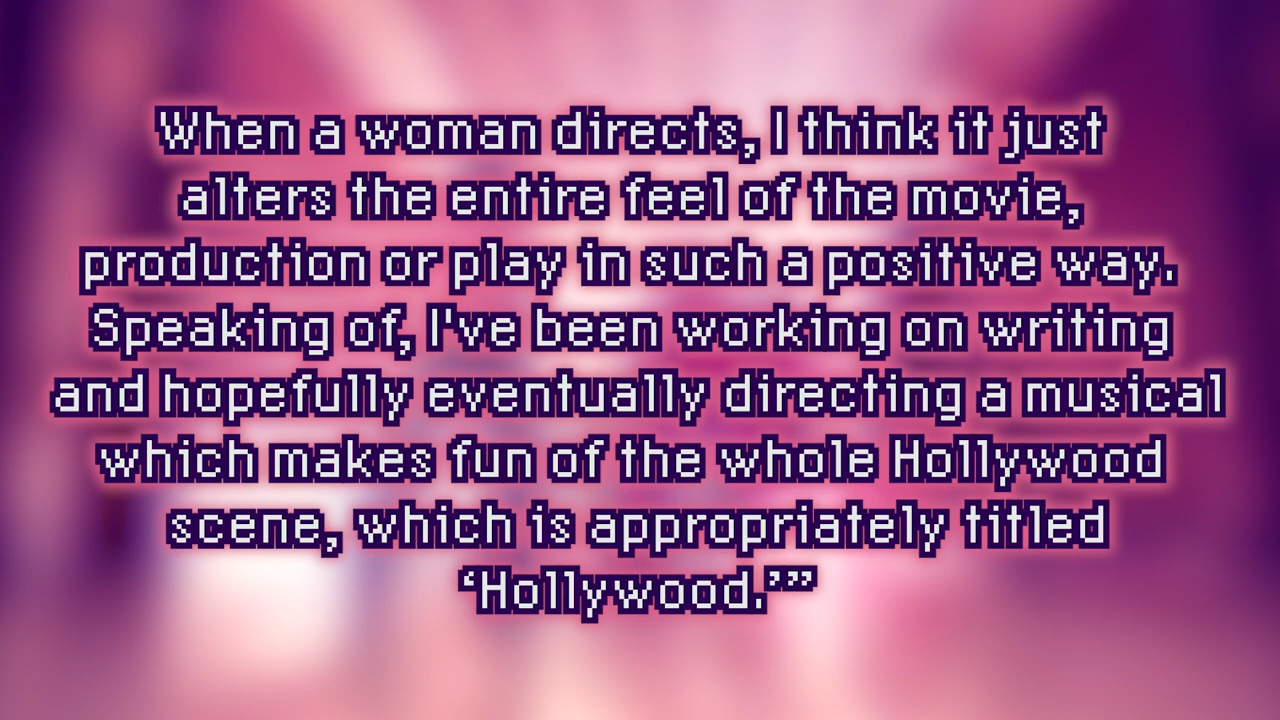 When a woman directs, I think it just
alters the entire feel of the movie,
production or play in such a positive way.
Speaking of, I've been working on writing
and hopefully eventually directing a musical
which makes fun of the whole Hollywood
scene, which is appropriately titled
‘Hollywood.’”